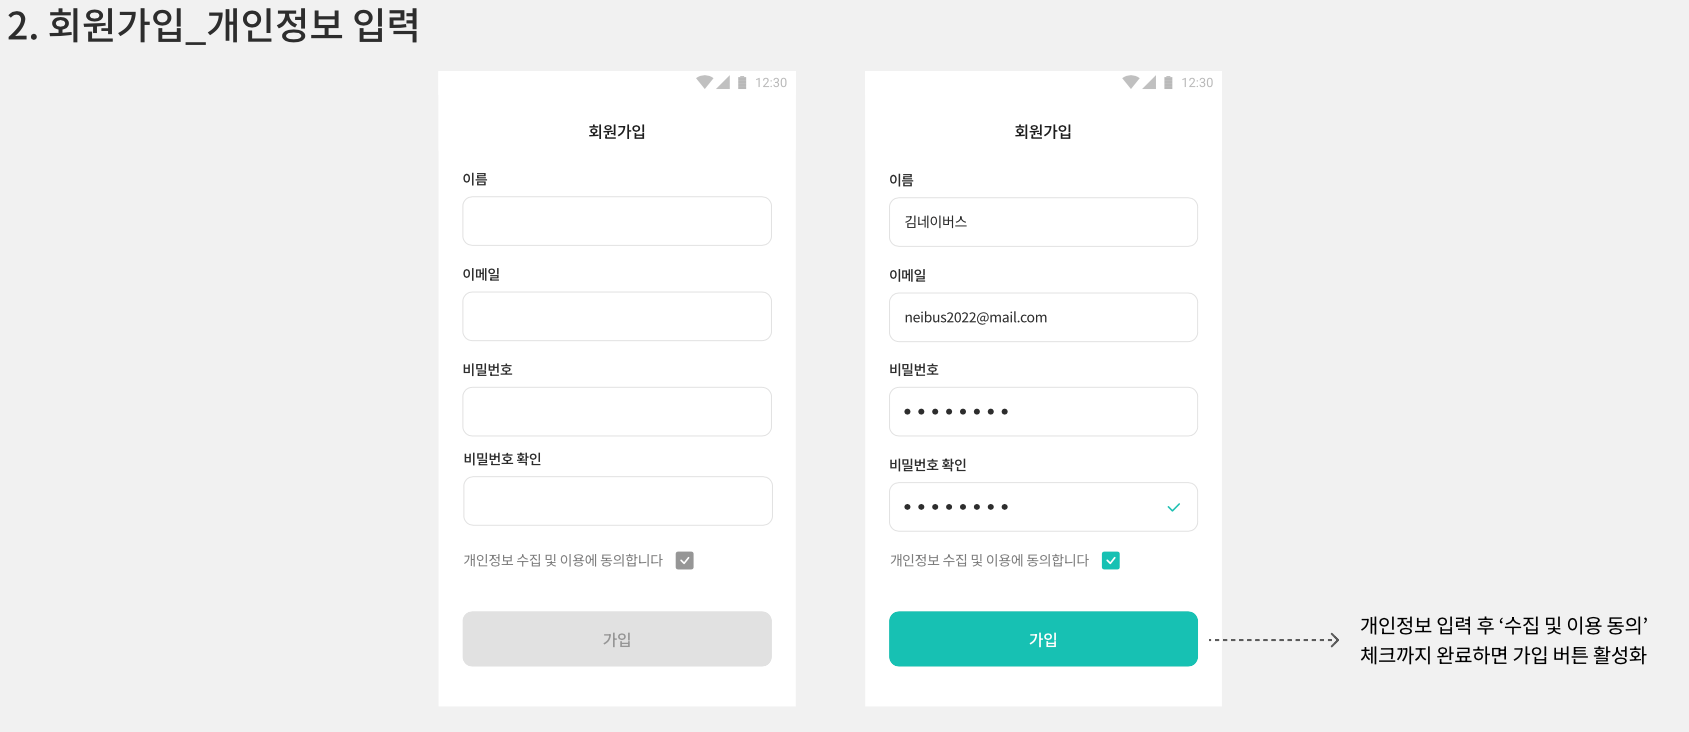 2. 회원가입_개인정보 입력
12:30
회원가입
이름
이메일
비밀번호
비밀번호 확인
개인정보 수집 및 이용에 동의합니다
가입
12:30
회원가입
이름
김네이버스
이메일
neibus2022@mail.com
비밀번호
••••••••
비밀번호 확인
••••••••
개인정보 수집 및 이용에 동의합니다
가입
개인정보 입력 후 ‘수집 및 이용 동의’
체크까지 완료하면 가입 버튼 활성화